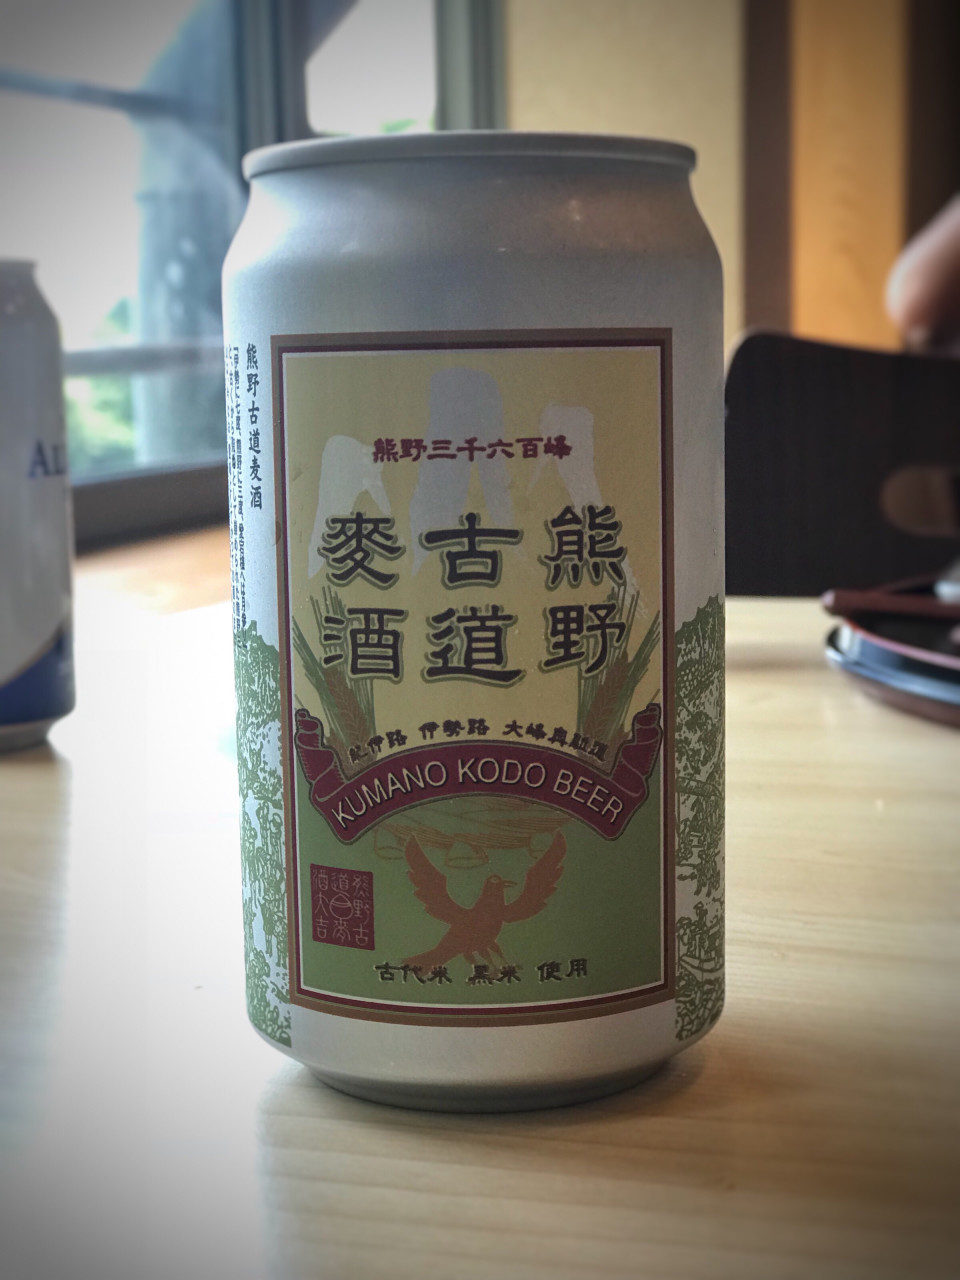 熊野三千六百峰
熊野
古道
麥酒
紀伊路 伊勢路 大峰奥駈道
KUMANO KODO BEER
熊野古
道麥
酒大吉
古代米 黒米 使用
熊野古道麦酒